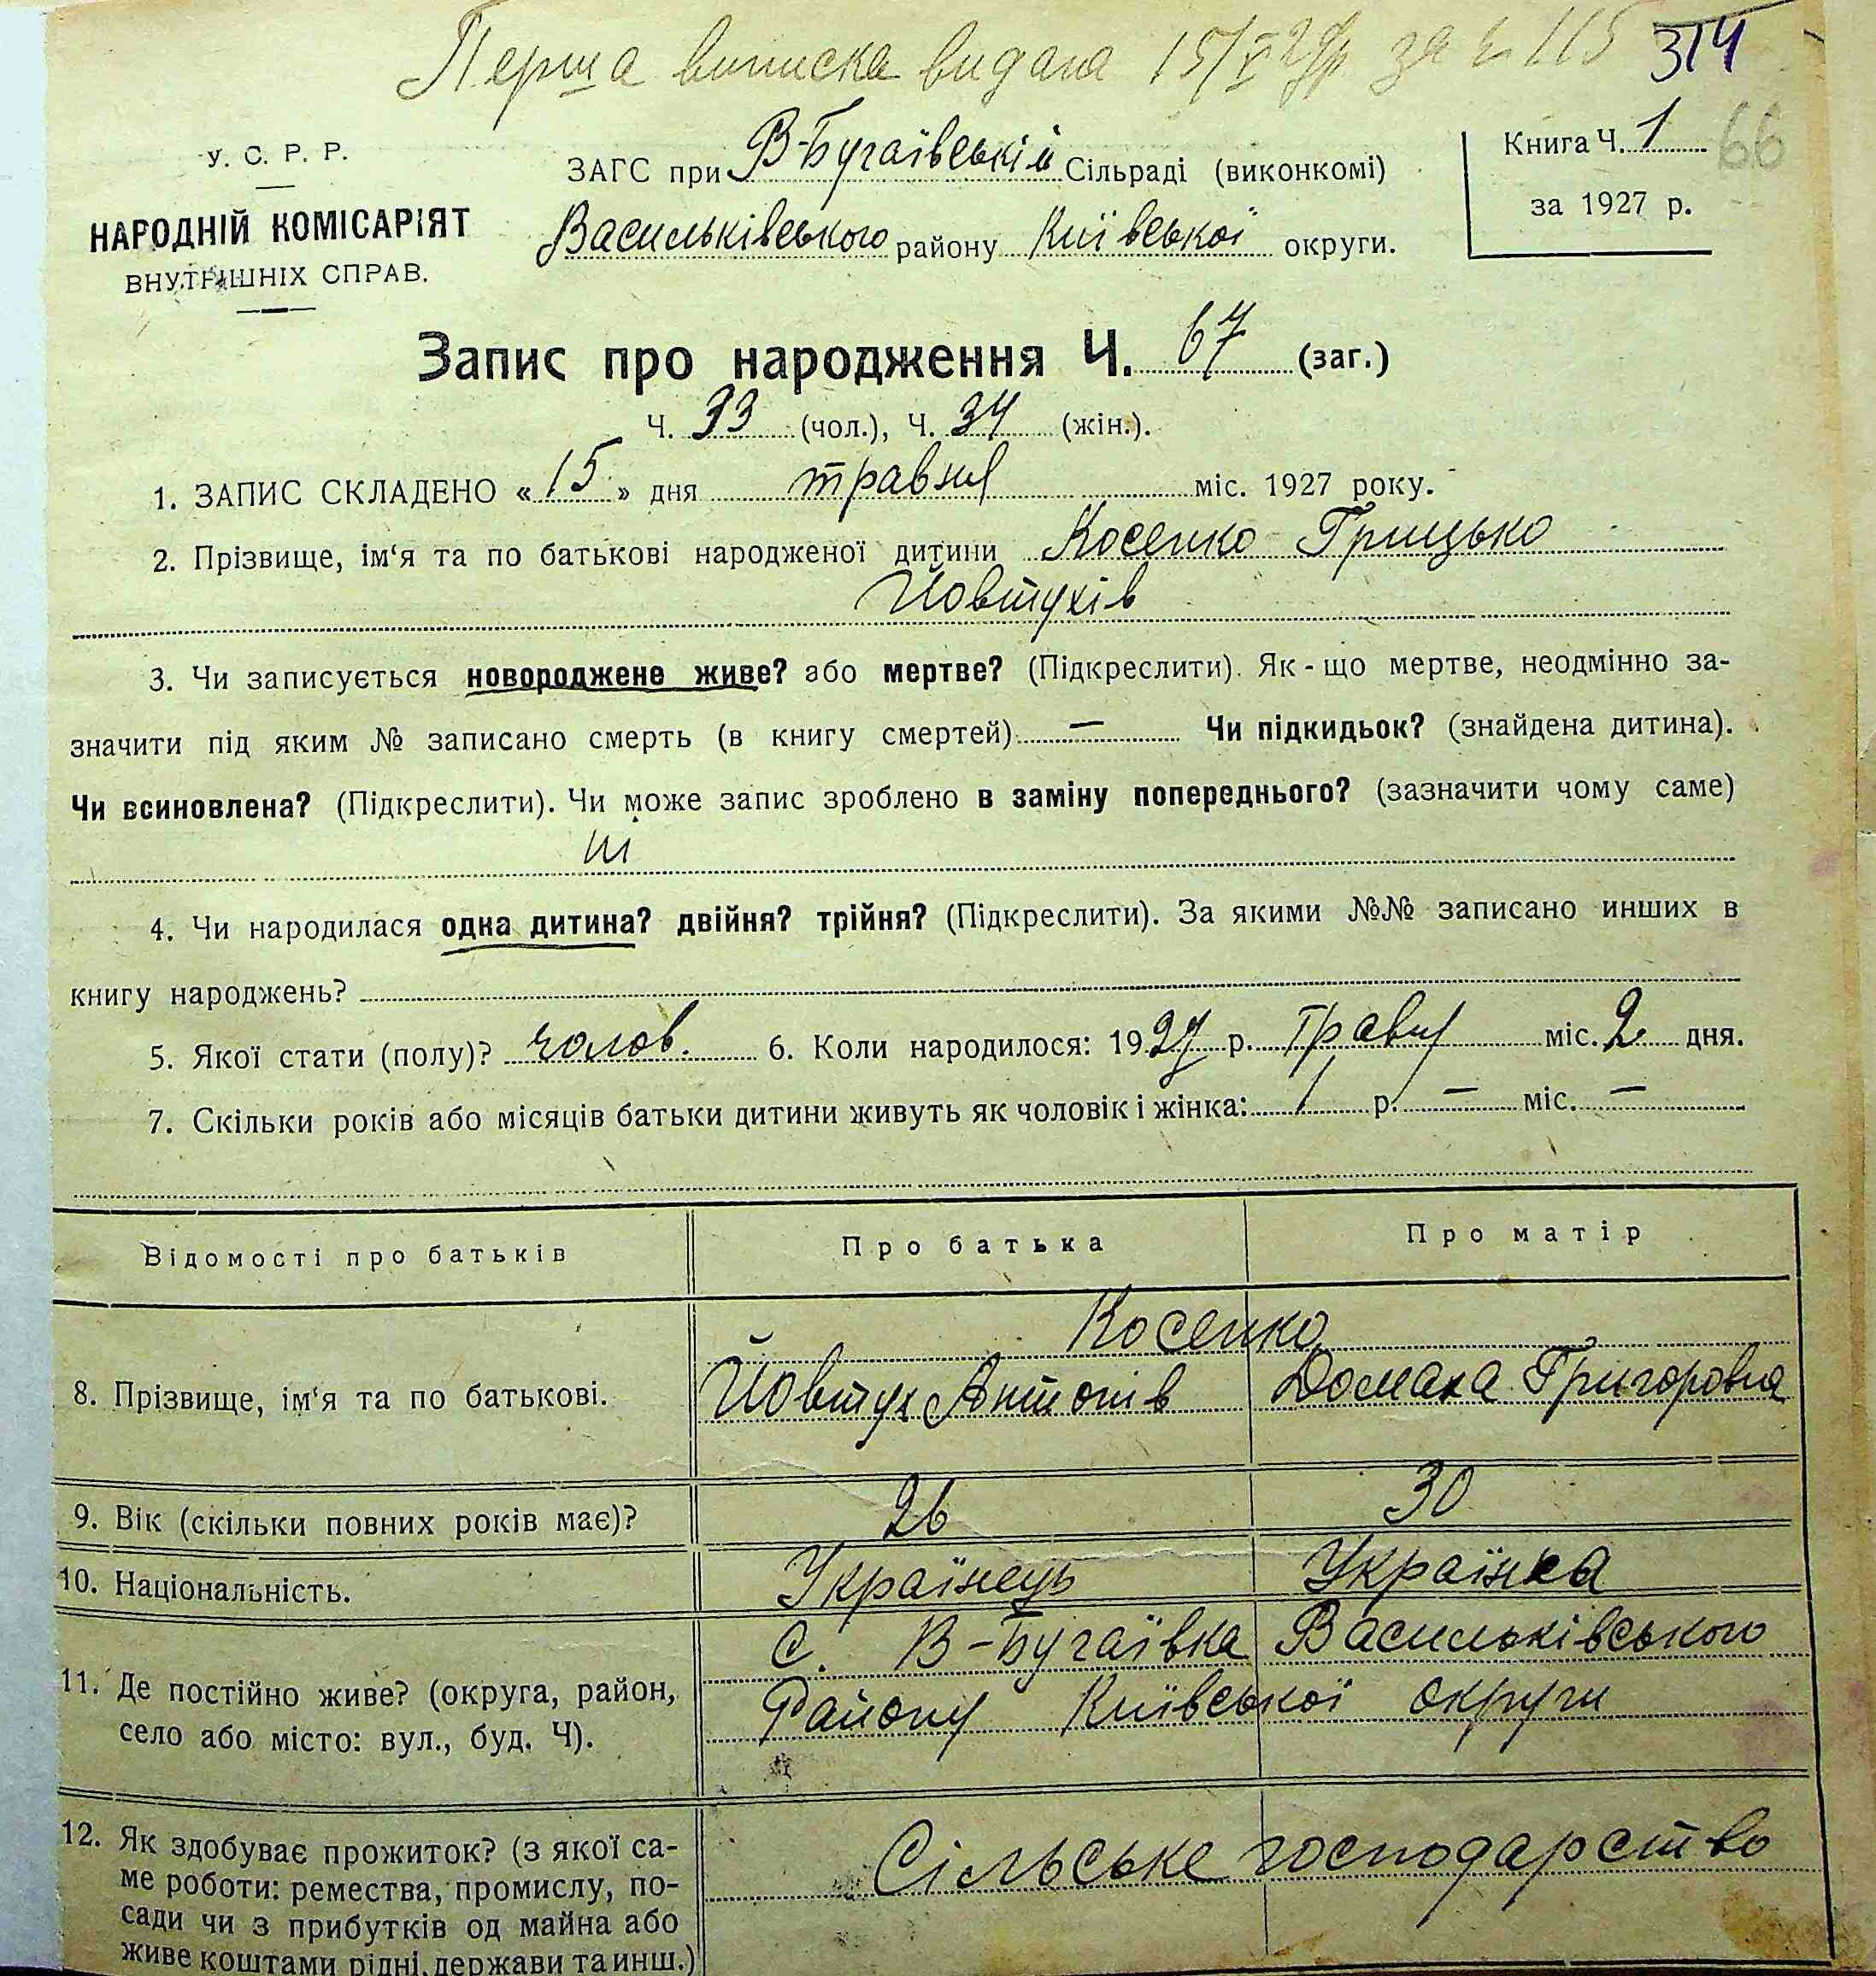 Перша виписка видана 15/V 27р за № 115 314
У. С. Р. Р.
НАРОДНІЙ КОМІСАРІЯТ
ВНУТРІШНІХ СПРАВ.
ЗАГС при В-Бугаївській Сільраді (виконкомі)
Васильківського району Київської округи.
Книга Ч. 1 66
за 1927 р.
Запис про народження Ч. 67 (заг.)
Ч. 33 (чол.), Ч. 34 (жін.).
1. ЗАПИС СКЛАДЕНО «15» дня травня міс. 1927 року.
2. Прізвище, ім‘я та по батькові народженої дитини Косенко Грицько
Йовтухів
3. Чи записується новороджене живе? або мертве? (Підкреслити). Як-що мертве, неодмінно за-
значити під яким № записано смерть (в книгу смертей) — Чи підкидьок? (знайдена дитина).
Чи всиновлена? (Підкреслити). Чи може запис зроблено в заміну попереднього? (зазначити чому саме)
ні
4. Чи народилася одна дитина? двійня? трійня? (Підкреслити). За якими №№ записано инших в
книгу народжень?
5. Якої стати (полу)? чолов. 6. Коли народилося: 1927 р. травн міс. 2 дня.
7. Скільки років або місяців батьки дитини живуть як чоловік і жінка: 1 р. — міс. —
Відомості про батьків Про батька Про матір
Косенко
8. Прізвище, ім‘я та по батькові. Йовтух Антонів Домаха Григоровна
9. Вік (скільки повних років має)? 26 30
10. Національність. Українець Українка
с. В-Бугаївка Васильківського
11. Де постійно живе? (округа, район, Району Київської округи
село або місто: вул., буд. Ч).
12. Як здобуває прожиток? (з якої са- Сільське господарство
ме роботи: ремества, промислу, по-
сади чи з прибутків од майна або
живе коштами рідні, держави та инш.)